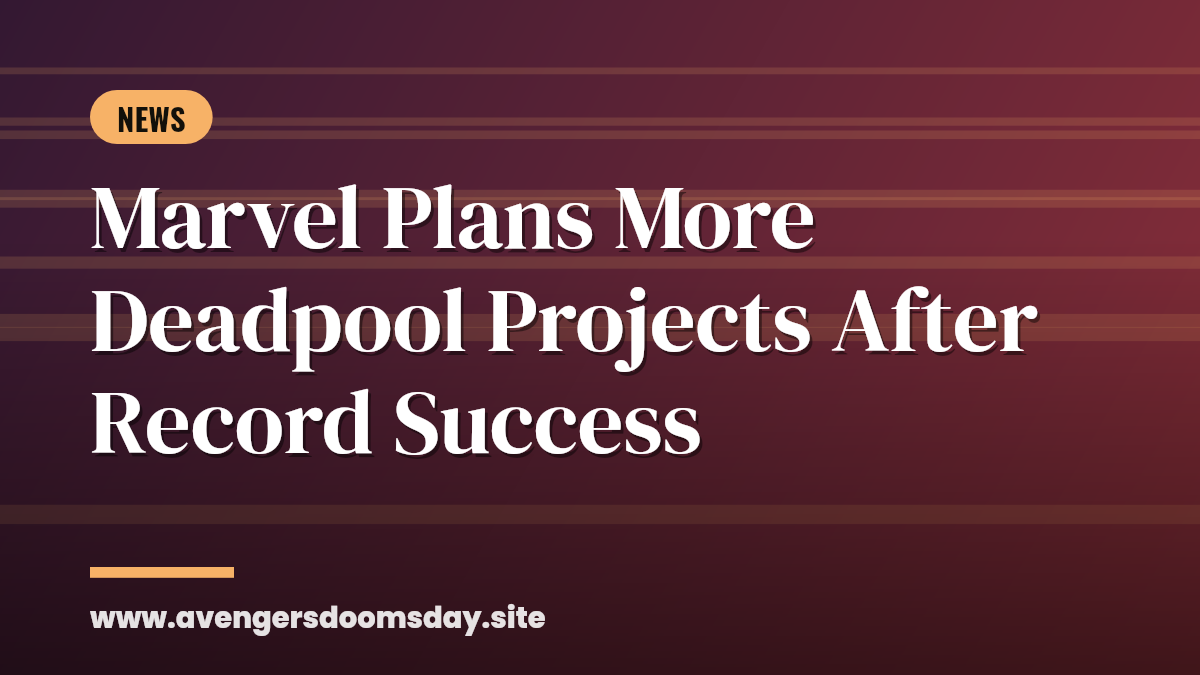 NEWS
Marvel Plans More
Deadpool Projects After
Record Success
www.avengersdoomsday.site